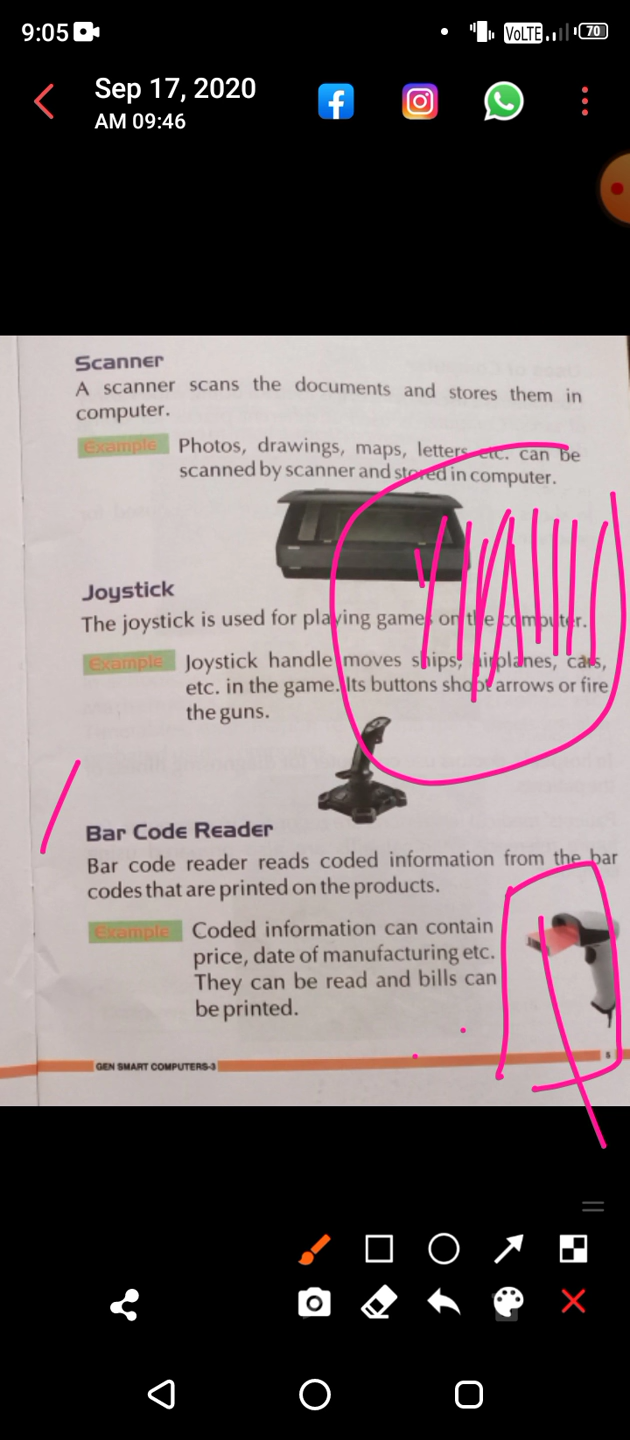 9:05
VoLTE
70
Sep 17, 2020
AM 09:46
Scanner
A scanner scans the documents and stores them in
computer.
Example Photos, drawings, maps, letters etc. can be
scanned by scanner and stored in computer.
Joystick
The joystick is used for playing games on the computer.
Example Joystick handle moves ships, airplanes, cars,
etc. in the game. Its buttons shoot arrows or fire
the guns.
Bar Code Reader
Bar code reader reads coded information from the bar
codes that are printed on the products.
Example Coded information can contain
price, date of manufacturing etc.
They can be read and bills can
be printed.
GEN SMART COMPUTERS-3
5